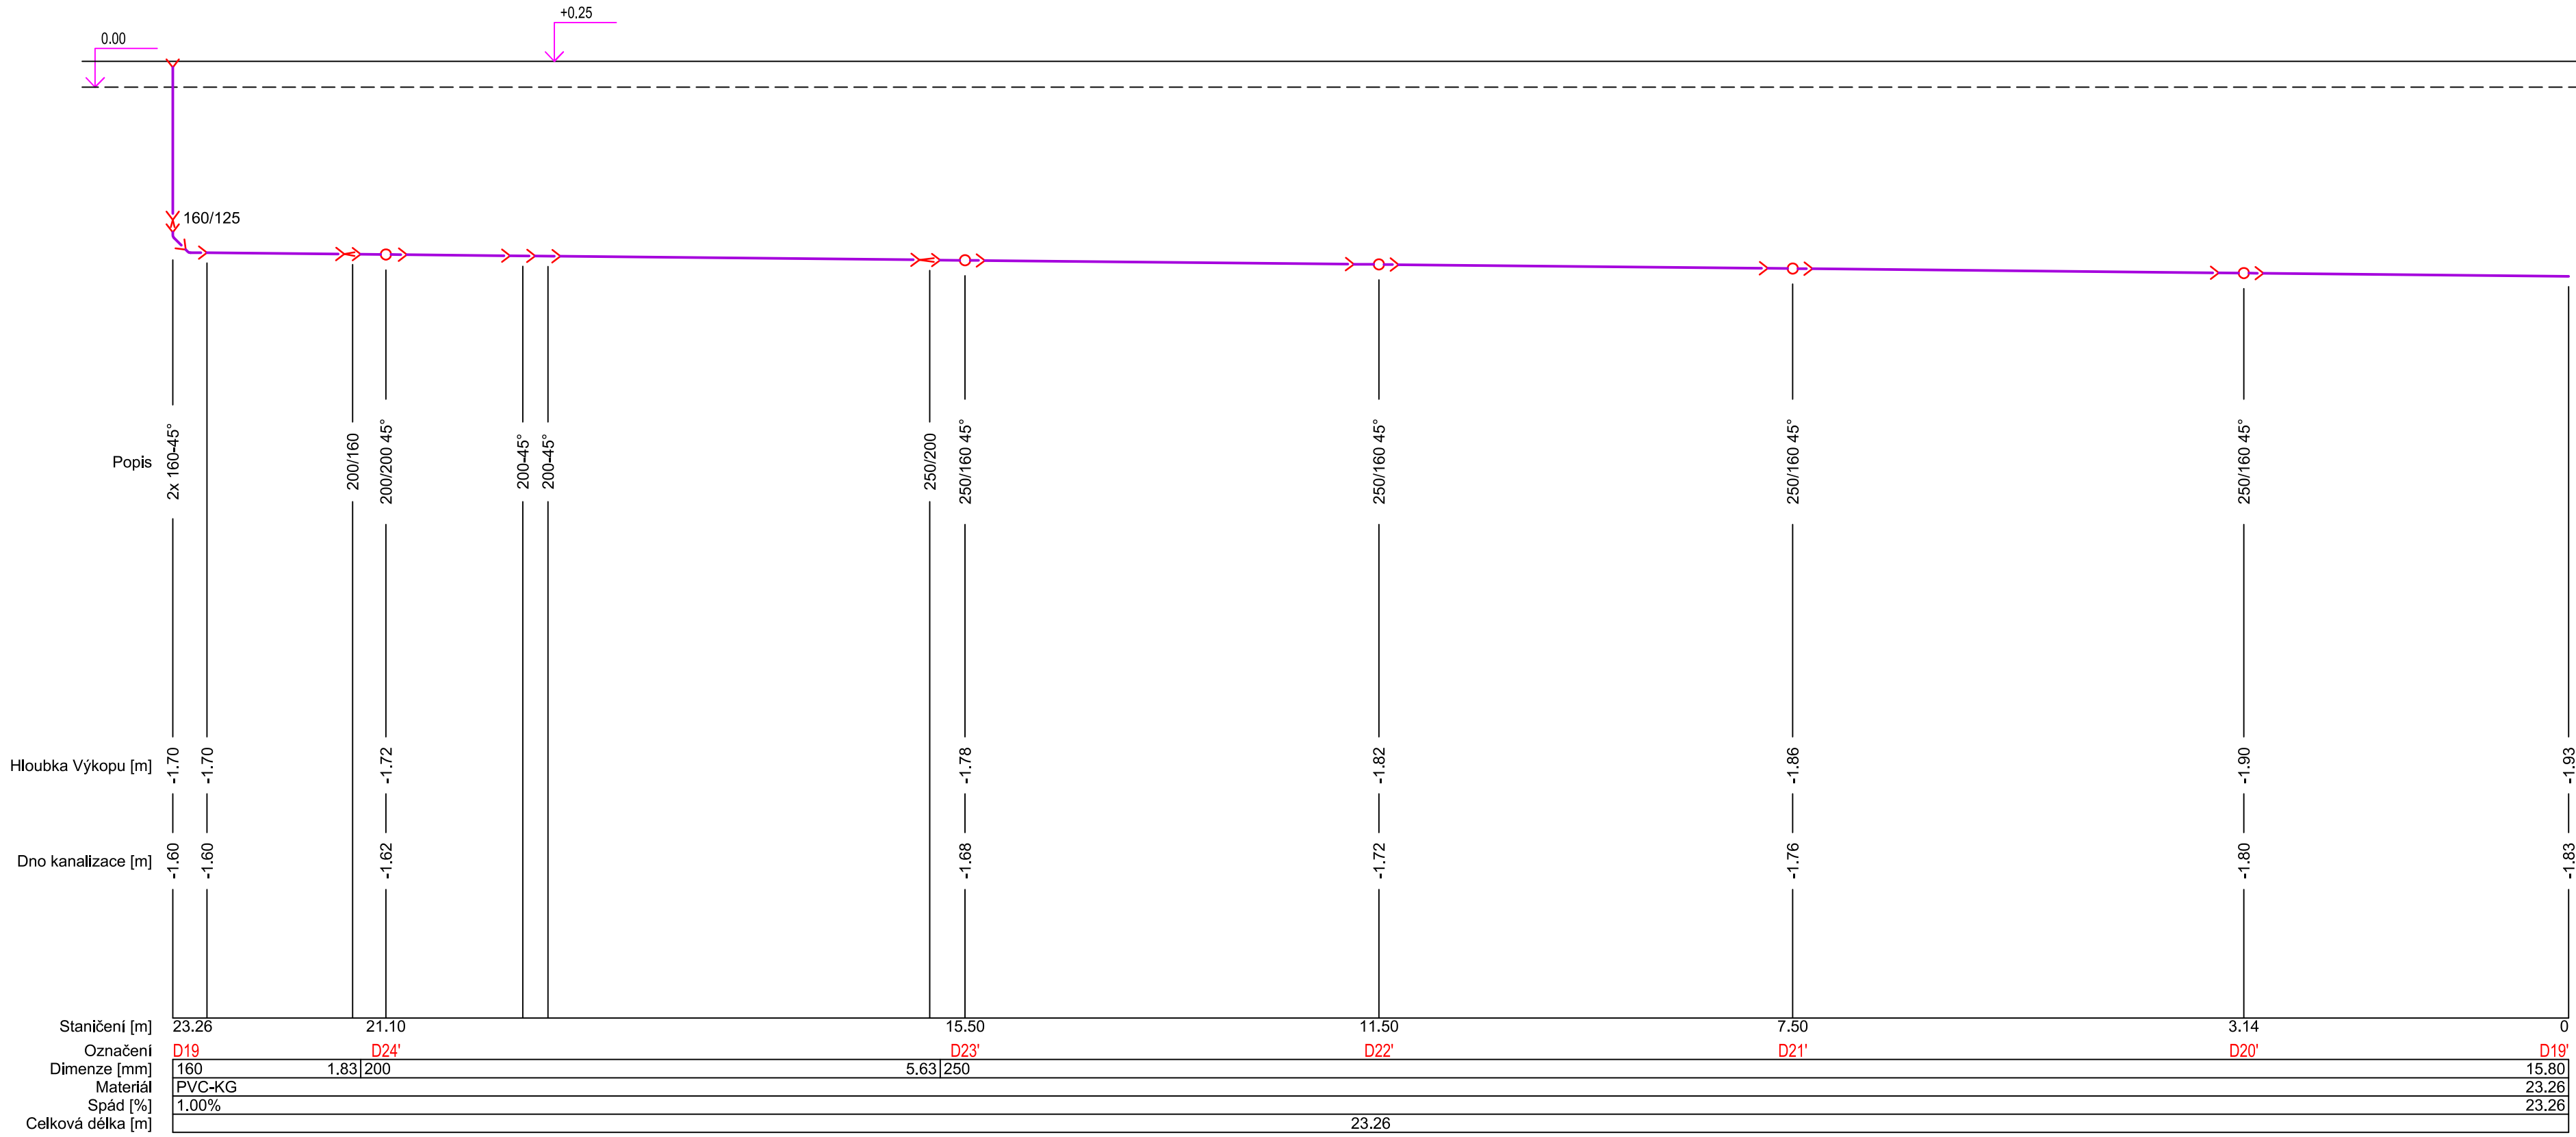 +0.25
0.00
160/125
Popis
2x 160-45°
200/160
200/200 45°
200-45°
200-45°
250/200
250/160 45°
250/160 45°
250/160 45°
250/160 45°
Hloubka Výkopu [m] -1.70 -1.70 -1.72 -1.78 -1.82 -1.86 -1.90 -1.93
Dno kanalizace [m] -1.60 -1.60 -1.62 -1.68 -1.72 -1.76 -1.80 -1.83
Staničení [m] 23.26 21.10 15.50 11.50 7.50 3.14 0
Označení D19 D24' D23' D22' D21' D20' D19'
Dimenze [mm] 160 1.83 200 5.63 250 15.80
Materiál PVC-KG 23.26
Spád [%] 1.00% 23.26
Celková délka [m] 23.26